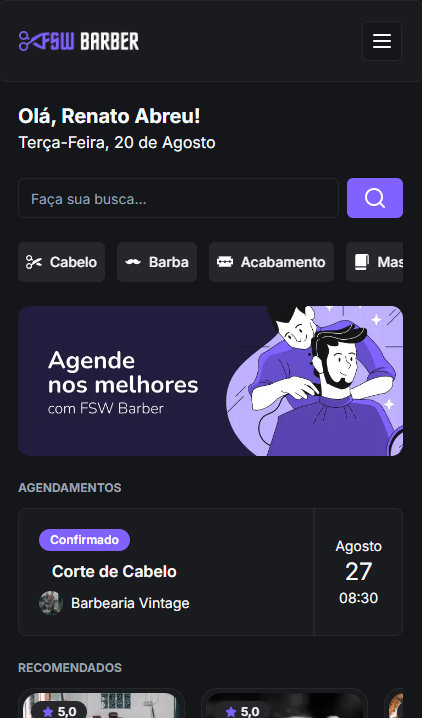 FSW BARBER
Olá, Renato Abreu!
Terça-Feira, 20 de Agosto
Faça sua busca...
Cabelo
Barba
Acabamento
Mas
Agende
nos melhores
com FSW Barber
AGENDAMENTOS
Confirmado
Corte de Cabelo
Barbearia Vintage
Agosto
27
08:30
RECOMENDADOS
5,0
5,0